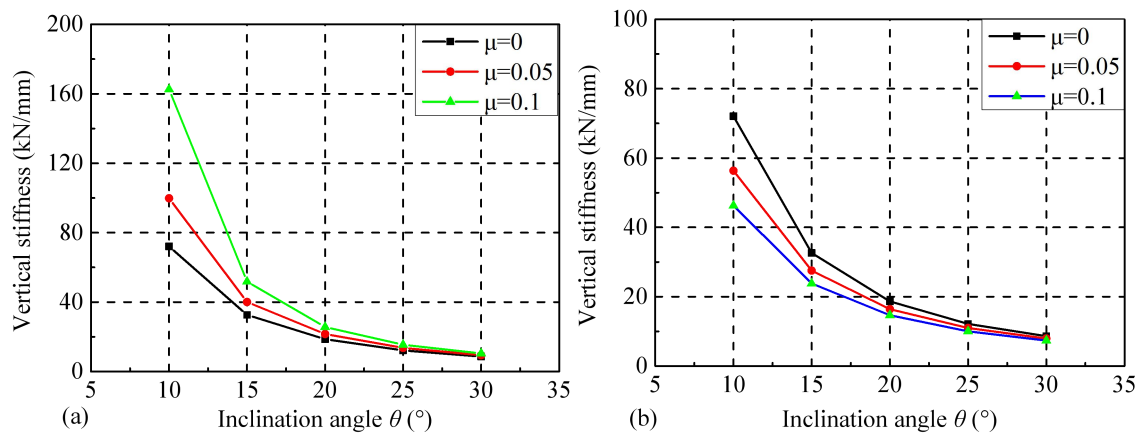 200
160
120
80
40
0
5 10 15 20 25 30 35
Vertical stiffness (kN/mm)
Inclination angle θ (°)
μ=0
μ=0.05
μ=0.1
(a)
100
80
60
40
20
0
5 10 15 20 25 30 35
Vertical stiffness (kN/mm)
Inclination angle θ (°)
μ=0
μ=0.05
μ=0.1
(b)